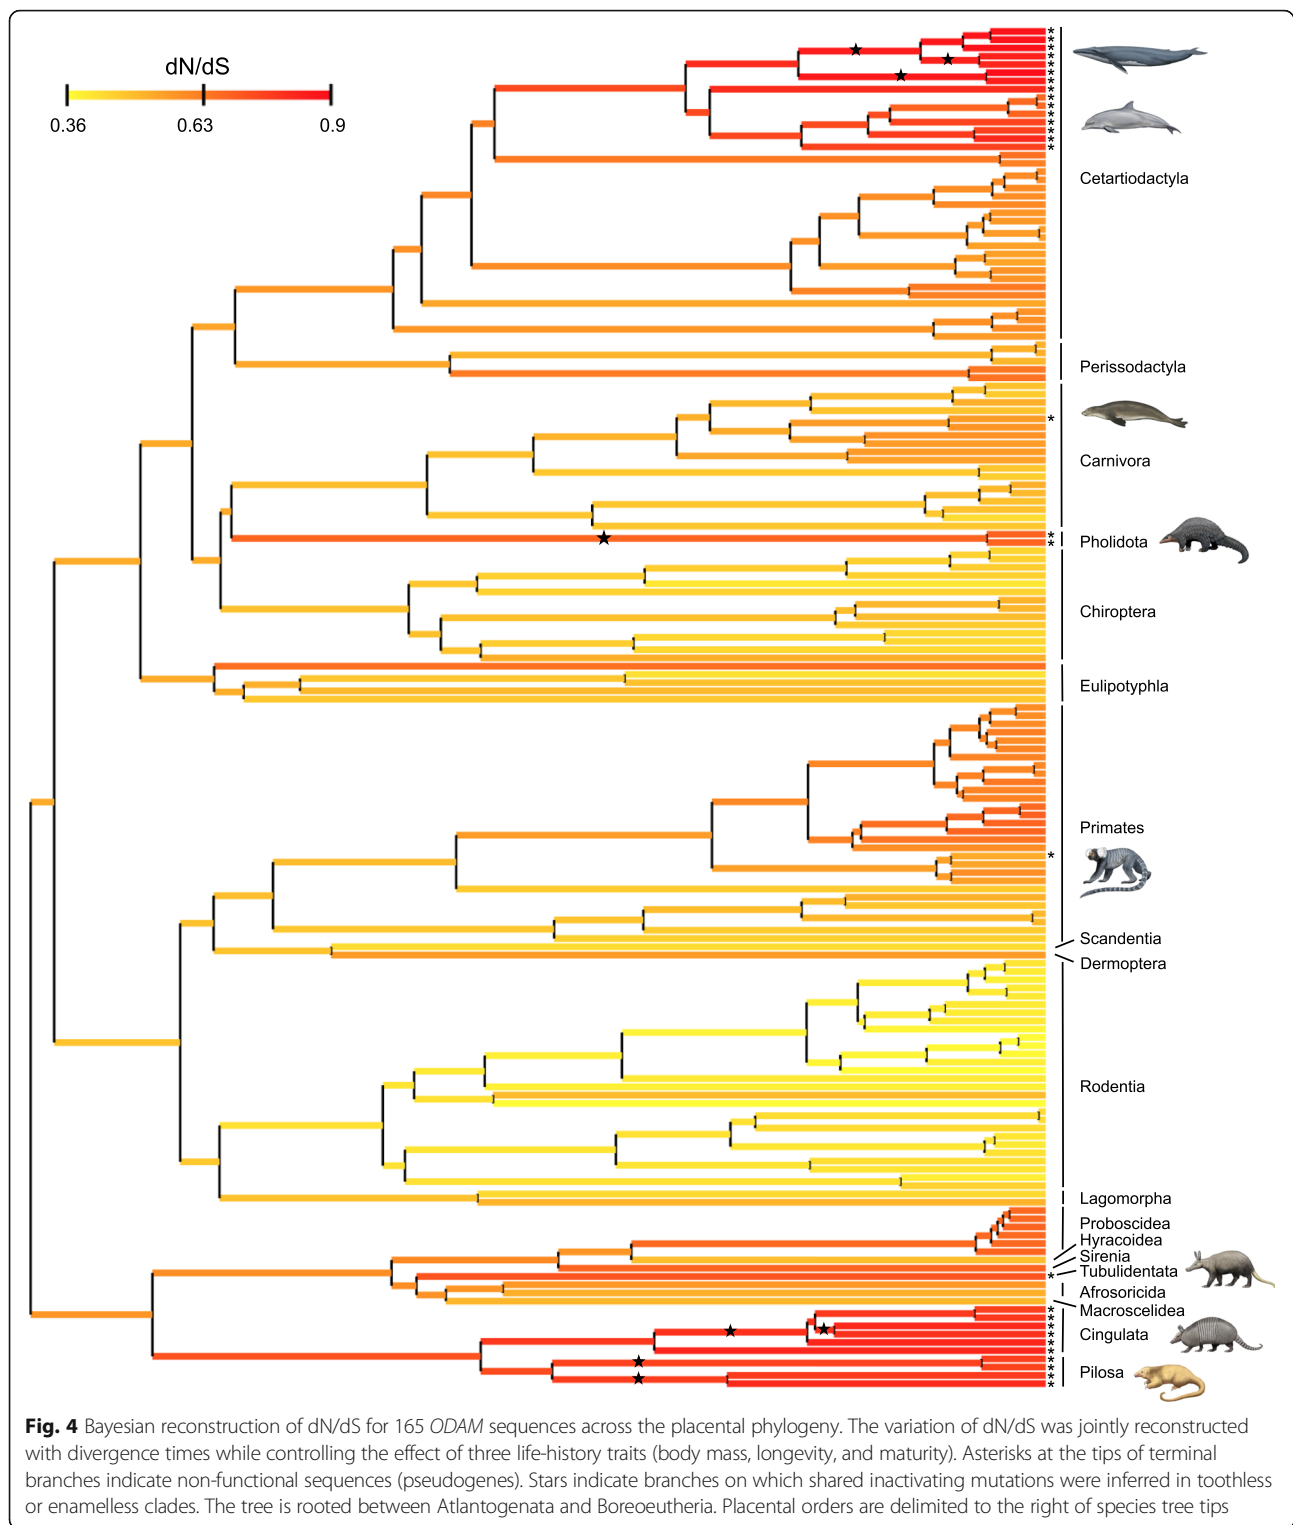 dN/dS
0.36 0.63 0.9
Cetartiodactyla
Perissodactyla
Carnivora
Pholidota
Chiroptera
Eulipotyphla
Primates
Scandentia
Dermoptera
Rodentia
Lagomorpha
Proboscidea
Hyracoidea
Sirenia
Tubulidentata
Afrosoricida
Macroscelidea
Cingulata
Pilosa
Fig. 4 Bayesian reconstruction of dN/dS for 165 ODAM sequences across the placental phylogeny. The variation of dN/dS was jointly reconstructed
with divergence times while controlling the effect of three life-history traits (body mass, longevity, and maturity). Asterisks at the tips of terminal
branches indicate non-functional sequences (pseudogenes). Stars indicate branches on which shared inactivating mutations were inferred in toothless
or enamelless clades. The tree is rooted between Atlantogenata and Boreoeutheria. Placental orders are delimited to the right of species tree tips